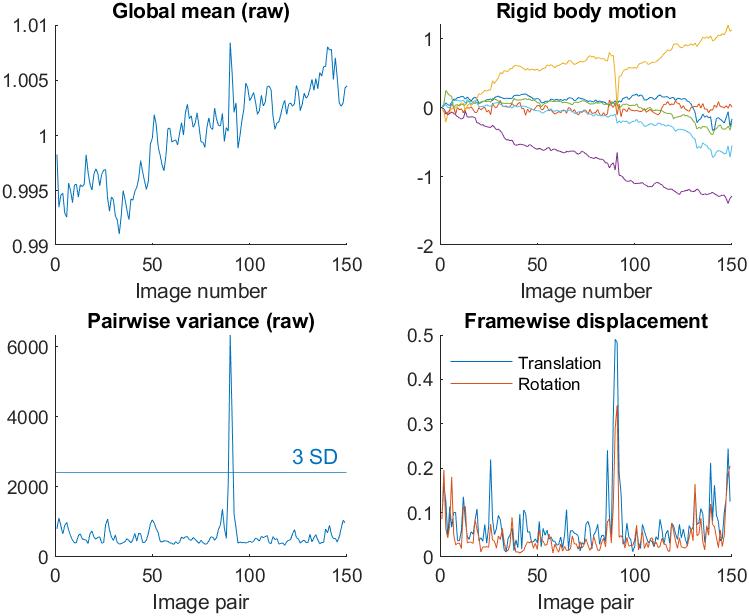 Global mean (raw)
1.01
1.005
1
0.995
0.99
0 50 100 150
Image number
Rigid body motion
1
0
-1
-2
0 50 100 150
Image number
Pairwise variance (raw)
6000
4000
2000
0
3 SD
0 50 100 150
Image pair
Framewise displacement
0.5
0.4
0.3
0.2
0.1
0
Translation
Rotation
0 50 100 150
Image pair